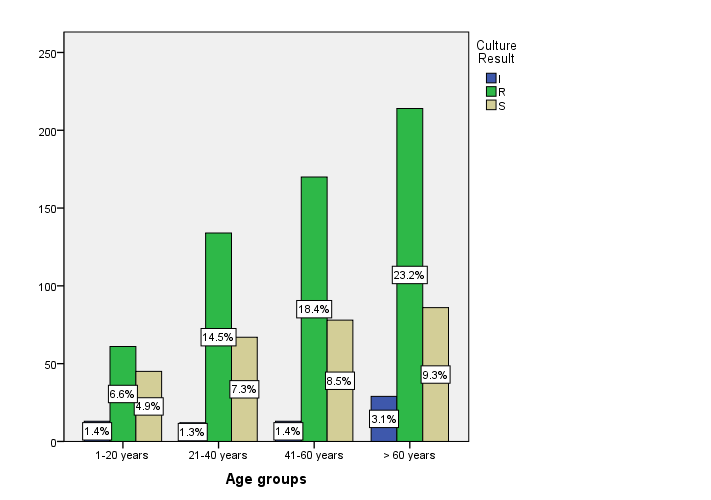 Culture
Result
I
R
S
250
200
150
100
50
0
1.4%
6.6%
4.9%
1.3%
14.5%
7.3%
1.4%
18.4%
8.5%
3.1%
23.2%
9.3%
1-20 years
21-40 years
41-60 years
> 60 years
Age groups